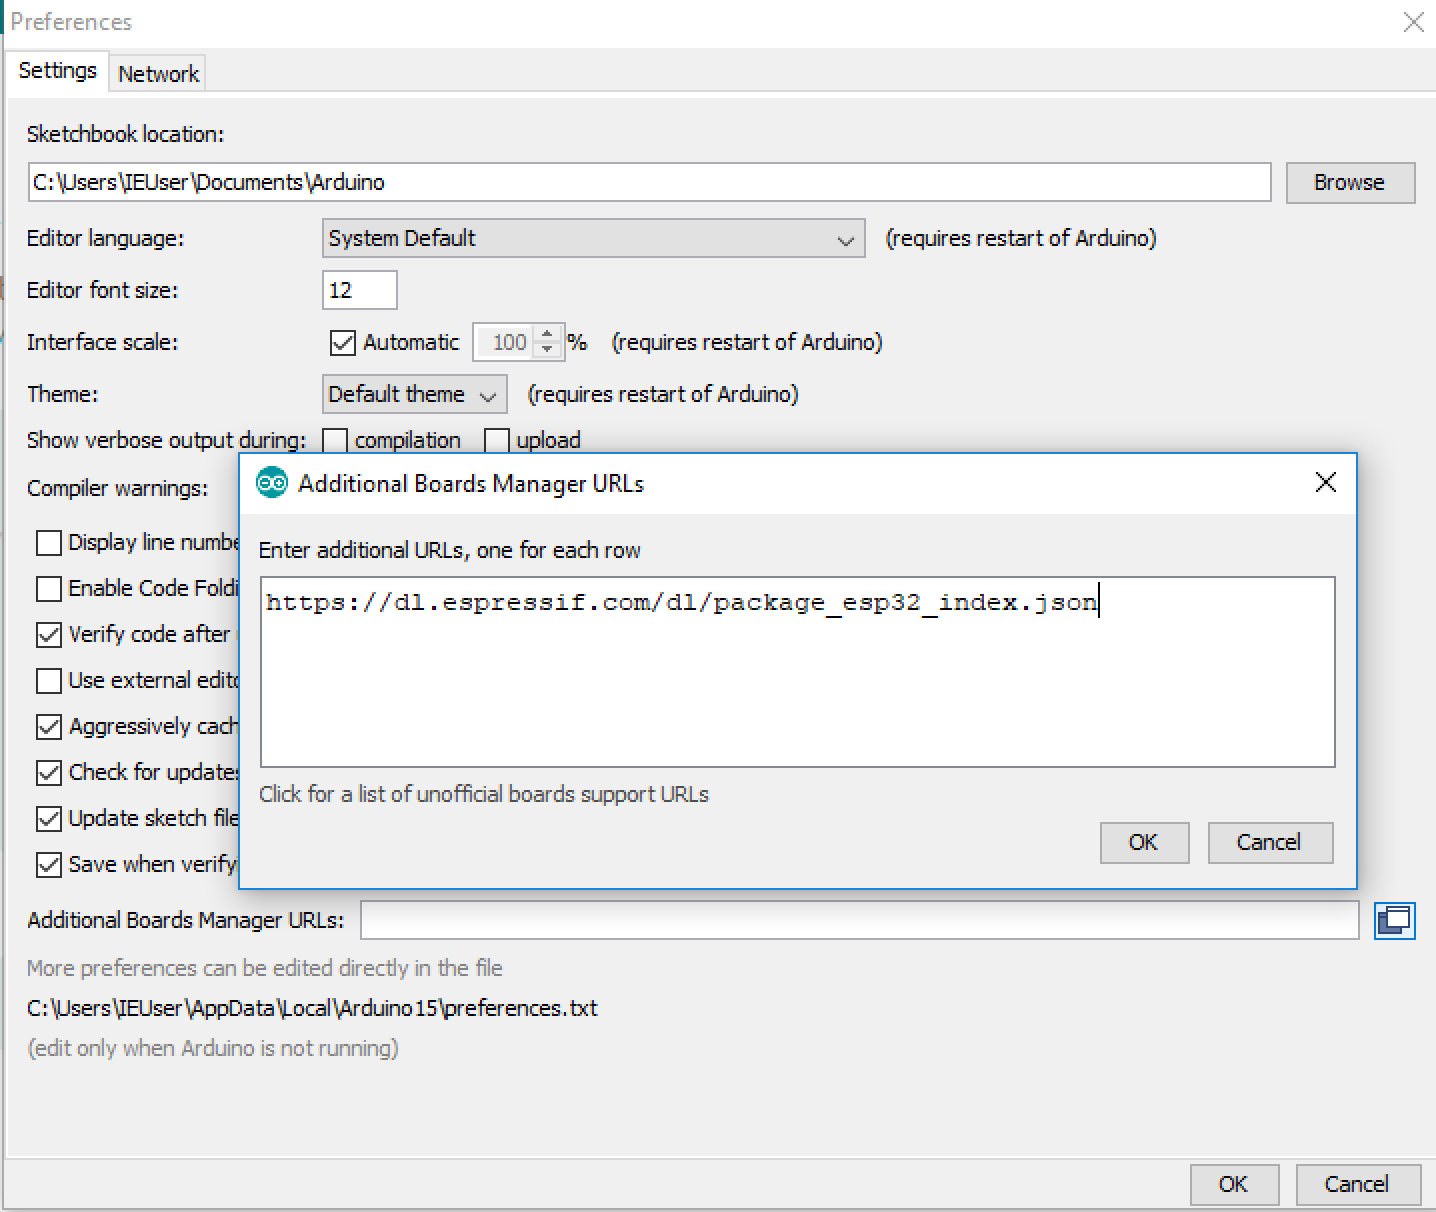 Preferences
Settings Network
Sketchbook location:
C:\Users\IEUser\Documents\Arduino Browse
Editor language: System Default (requires restart of Arduino)
Editor font size: 12
Interface scale: Automatic 100 % (requires restart of Arduino)
Theme: Default theme (requires restart of Arduino)
Show verbose output during: compilation upload
Compiler warnings:
Additional Boards Manager URLs
Enter additional URLs, one for each row
https://dl.espressif.com/dl/package_esp32_index.json
Click for a list of unofficial boards support URLs
OK Cancel
Display line numbe
Enable Code Foldi
Verify code after
Use external edito
Aggressively cach
Check for updates
Update sketch file
Save when verify
Additional Boards Manager URLs:
More preferences can be edited directly in the file
C:\Users\IEUser\AppData\Local\Arduino15\preferences.txt
(edit only when Arduino is not running)
OK Cancel